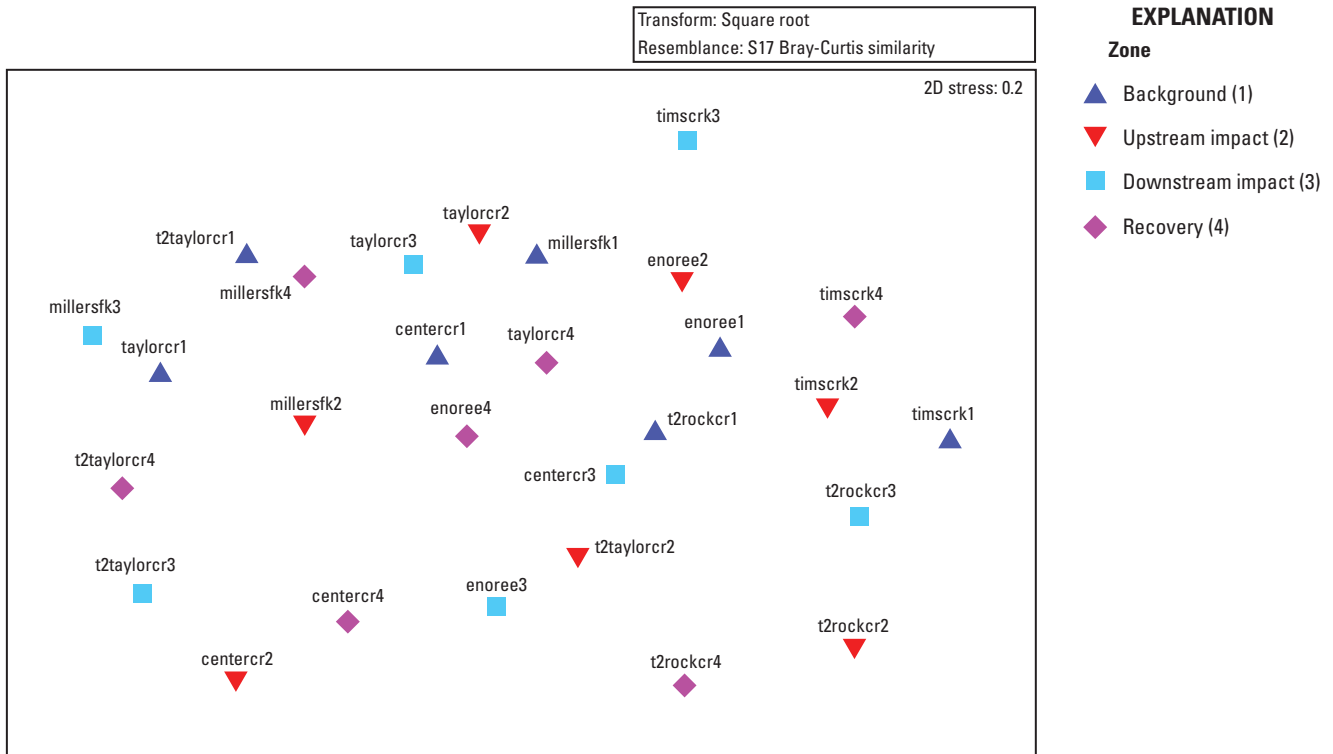 Transform: Square root
Resemblance: S17 Bray-Curtis similarity
2D stress: 0.2
timscrk3
taylorcr2
t2taylorcr1
taylorcr3
millersfk1
enoree2
millersfk4
timscrk4
millersfk3
centercr1
taylorcr4
enoree1
taylorcr1
timscrk2
millersfk2
enoree4
t2rockcr1
timscrk1
t2taylorcr4
centercr3
t2rockcr3
t2taylorcr2
t2taylorcr3
enoree3
centercr4
t2rockcr2
centercr2
t2rockcr4
EXPLANATION
Zone
Background (1)
Upstream impact (2)
Downstream impact (3)
Recovery (4)